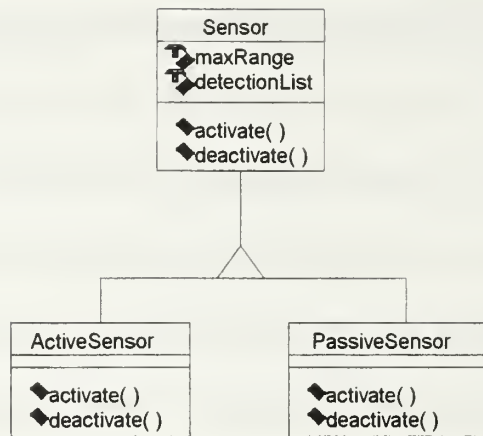 Sensor
maxRange
detectionList
activate( )
deactivate( )
ActiveSensor
activate( )
deactivate( )
PassiveSensor
activate( )
deactivate( )